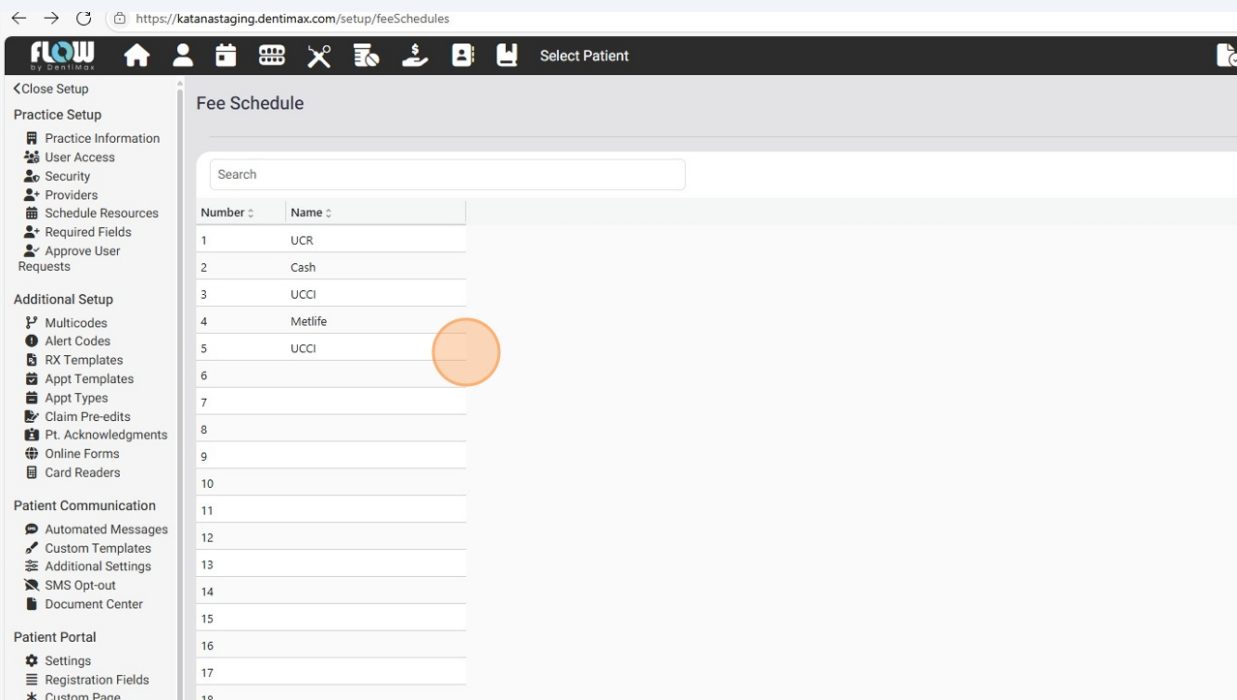 https://katanastaging.dentimax.com/setup/feeSchedules
FLOW
by DentiMax
Select Patient
Close Setup
Practice Setup
Practice Information
User Access
Security
Providers
Schedule Resources
Required Fields
Approve User
Requests
Additional Setup
Multicodes
Alert Codes
RX Templates
Appt Templates
Appt Types
Claim Pre-edits
Pt. Acknowledgments
Online Forms
Card Readers
Patient Communication
Automated Messages
Custom Templates
Additional Settings
SMS Opt-out
Document Center
Patient Portal
Settings
Registration Fields
Custom Page
Fee Schedule
Search
Number Name
1 UCR
2 Cash
3 UCCI
4 Metlife
5 UCCI
6
7
8
9
10
11
12
13
14
15
16
17
18